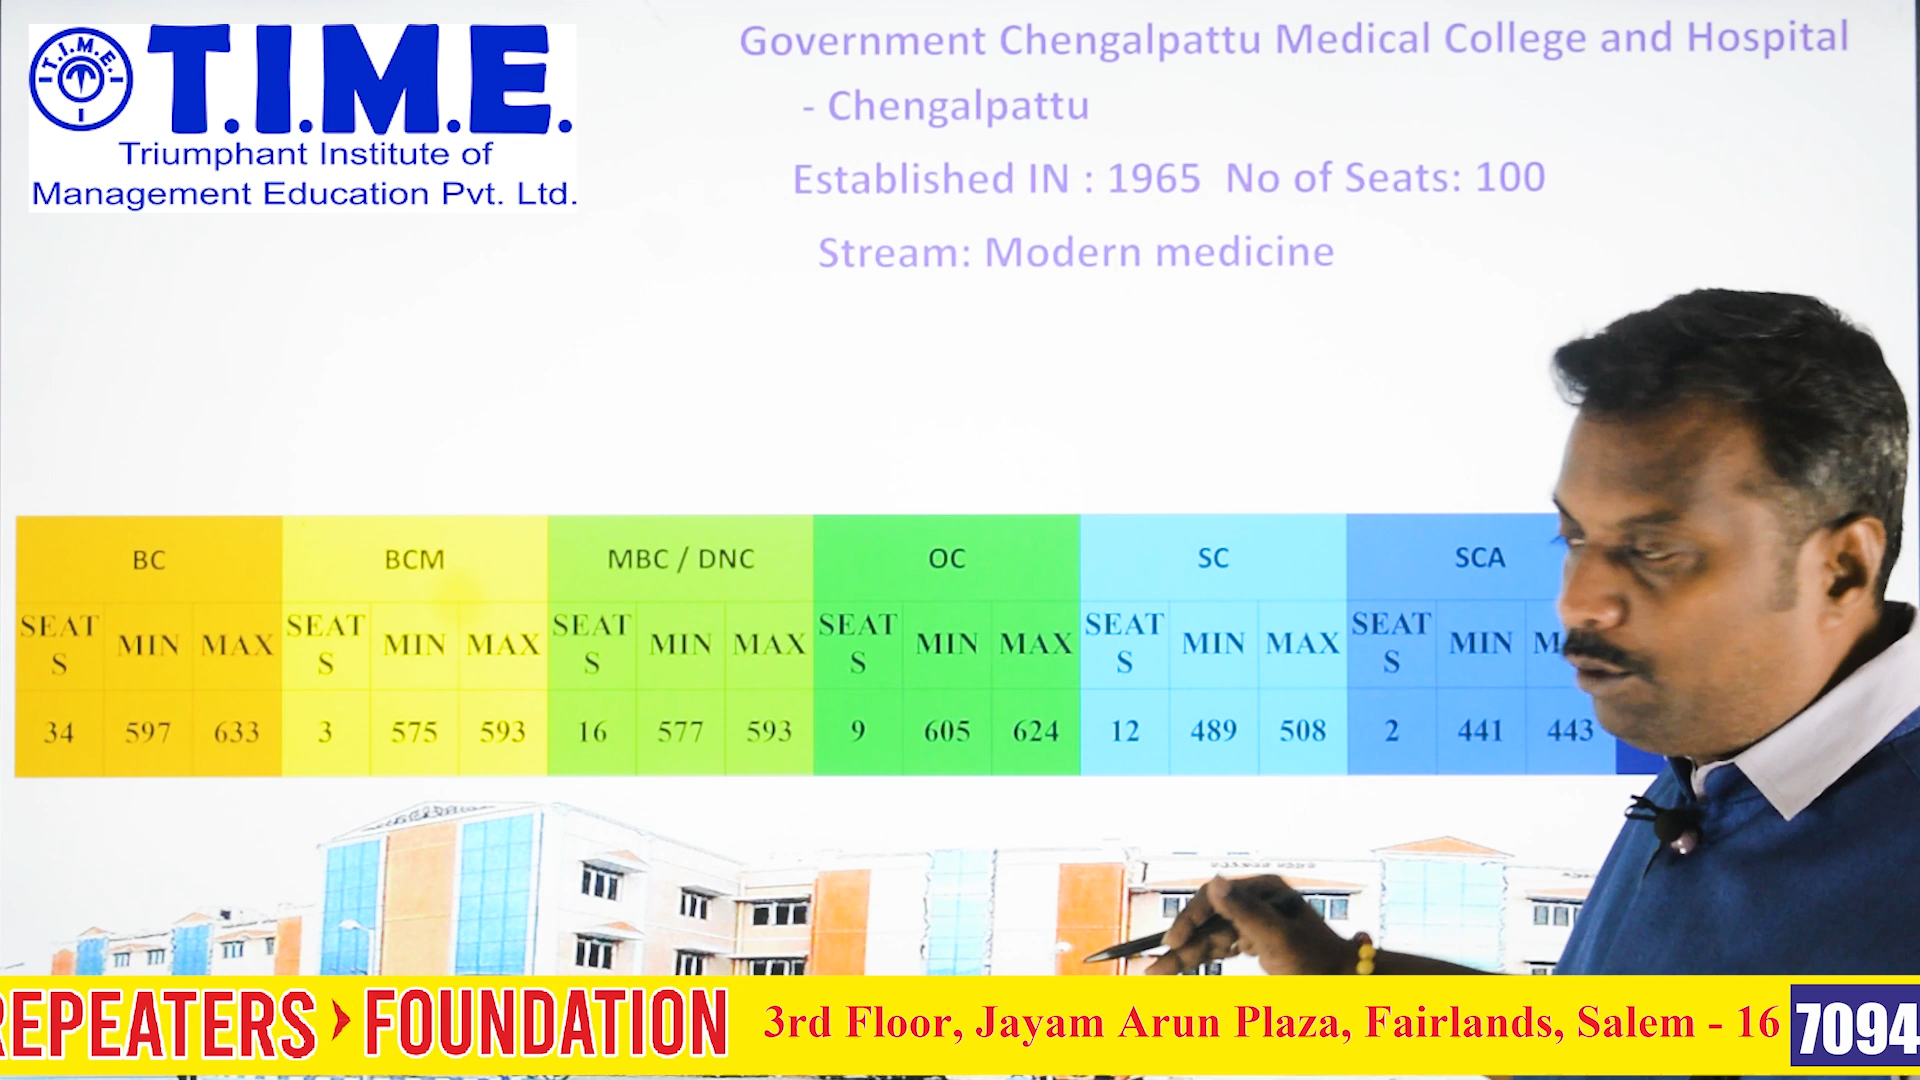 T.I.M.E.
T.I.M.E.
Triumphant Institute of
Management Education Pvt. Ltd.
Government Chengalpattu Medical College and Hospital
- Chengalpattu
Established IN : 1965 No of Seats: 100
Stream: Modern medicine
BC BCM MBC / DNC OC SC SCA
SEAT
S MIN MAX SEAT
S MIN MAX SEAT
S MIN MAX SEAT
S MIN MAX SEAT
S MIN MAX SEAT
S MIN
34 597 633 3 575 593 16 577 593 9 605 624 12 489 508 2 441 443
REPEATERS > FOUNDATION 3rd Floor, Jayam Arun Plaza, Fairlands, Salem - 16 7094